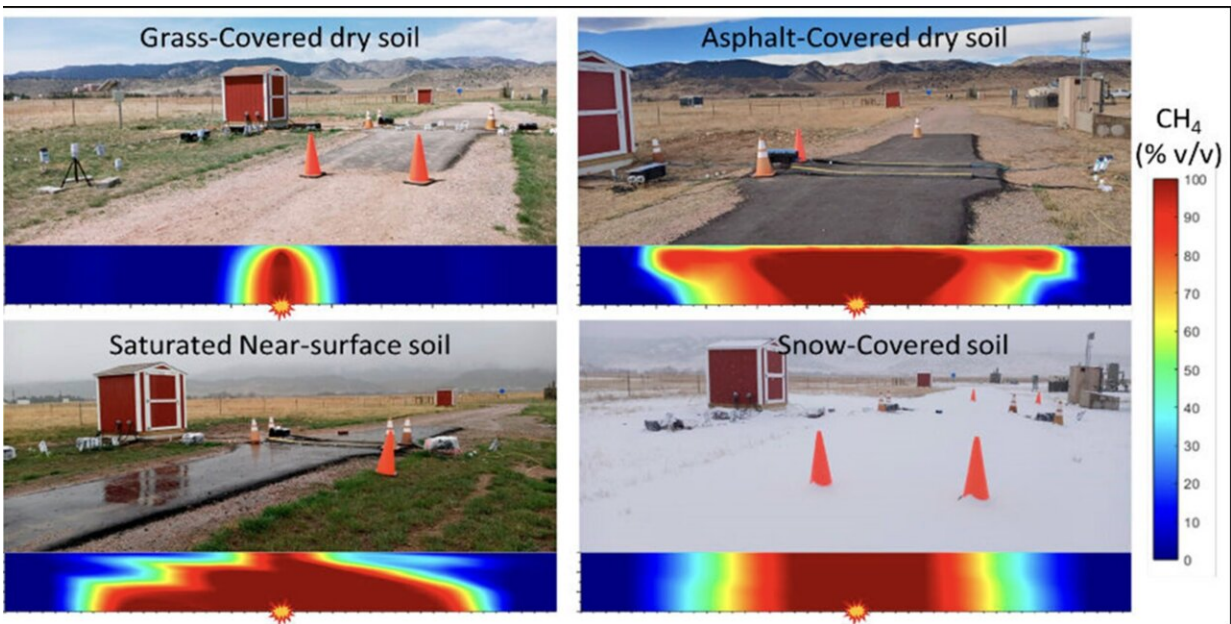 Grass-Covered dry soil
Asphalt-Covered dry soil
CH₄
(% v/v)
100
90
80
70
60
50
40
30
20
10
0
Saturated Near-surface soil
Snow-Covered soil